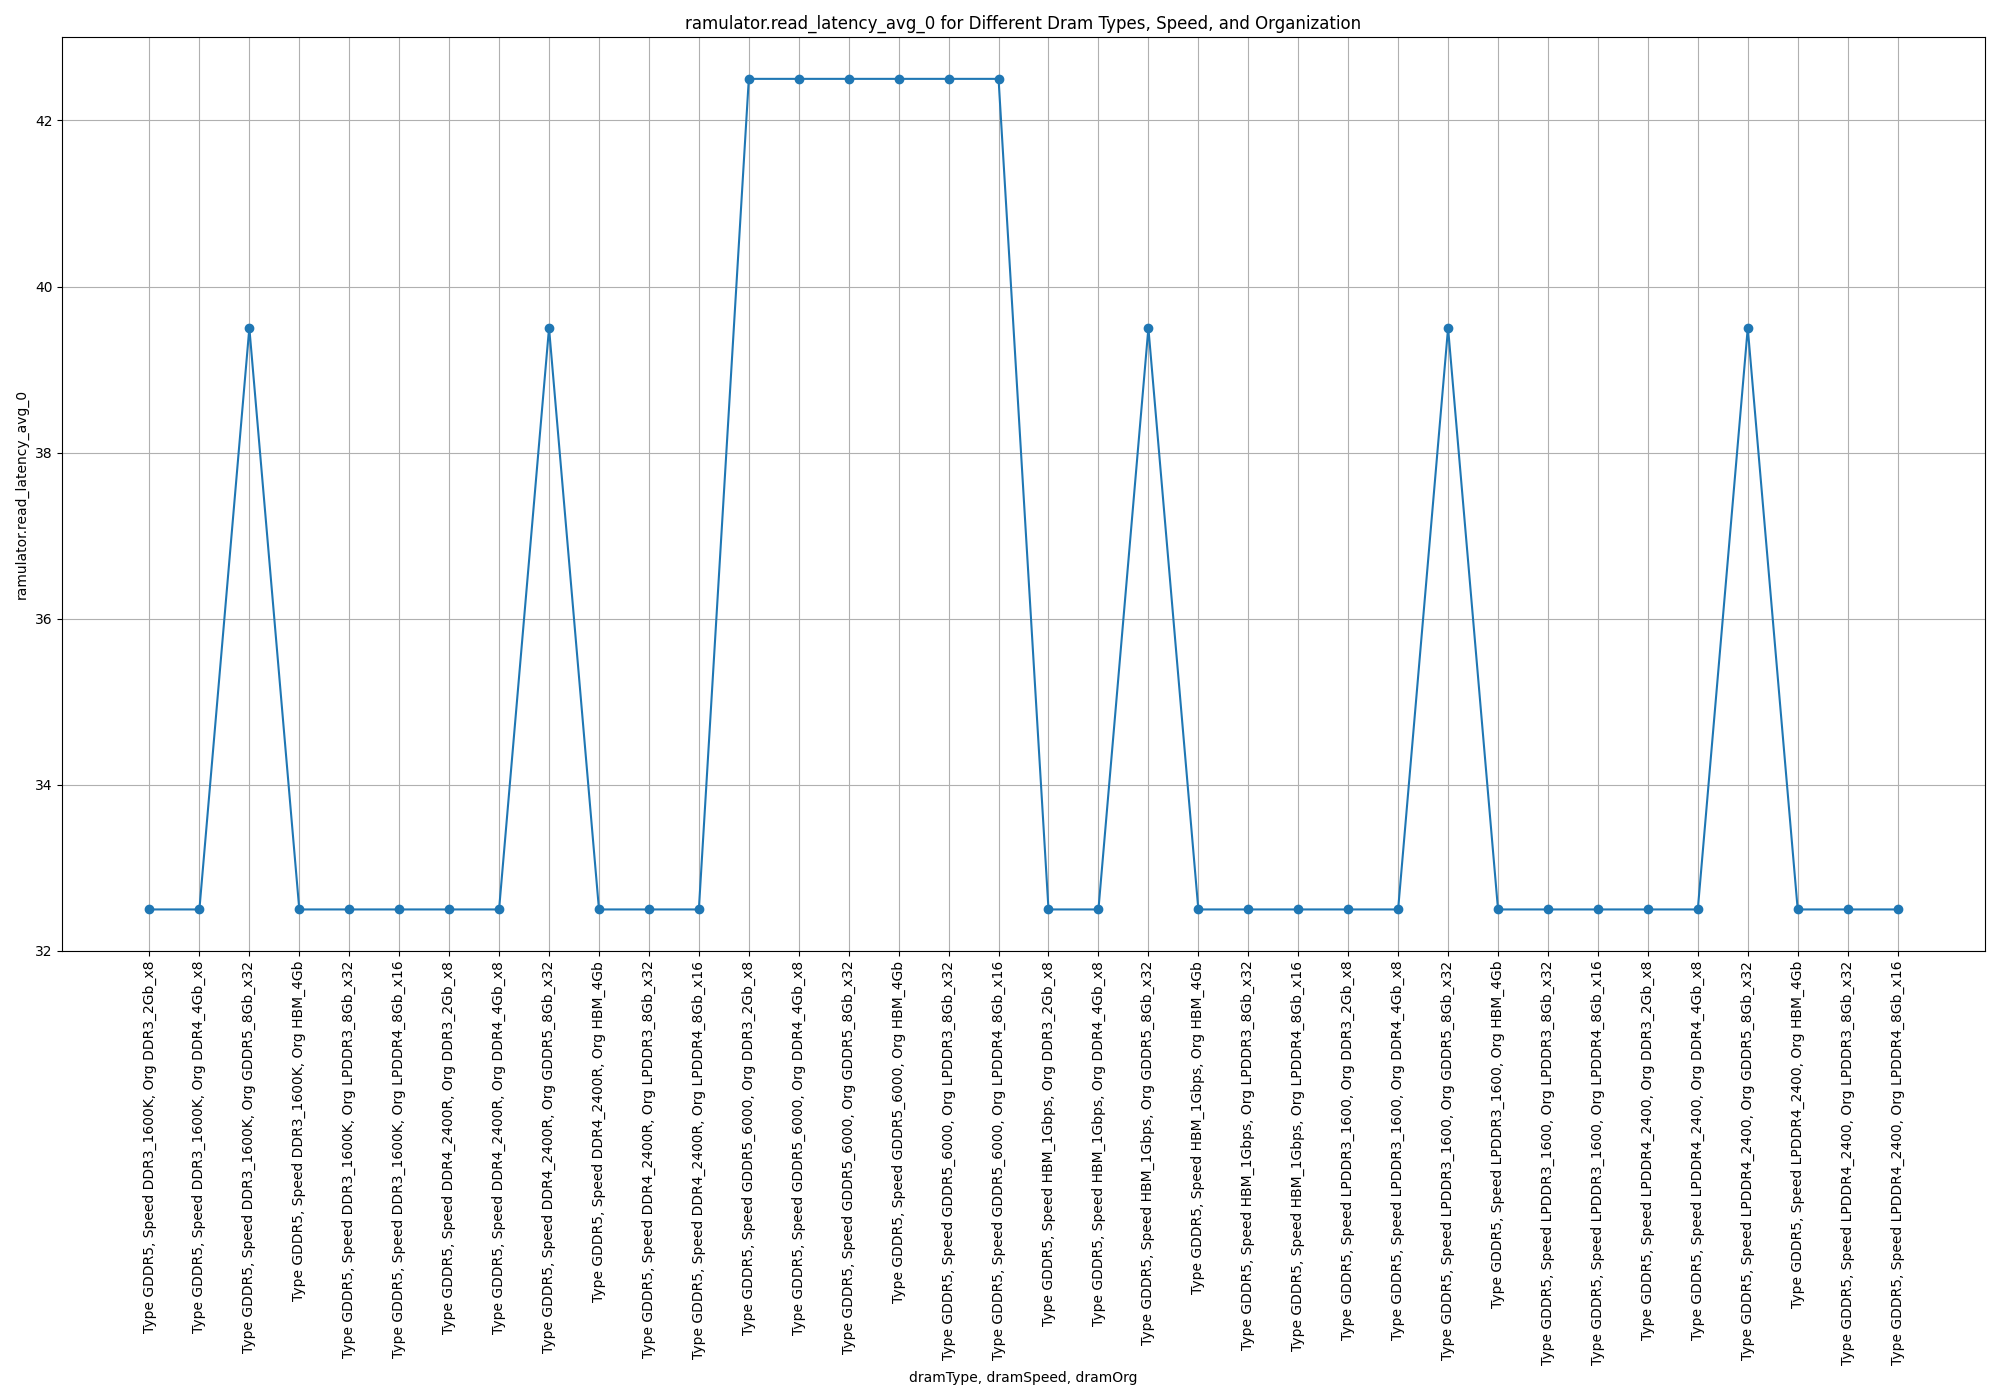 ramulator.read_latency_avg_0 for Different Dram Types, Speed, and Organization
ramulator.read_latency_avg_0
42
40
38
36
34
32
Type GDDR5, Speed DDR3_1600K, Org DDR3_2Gb_x8
Type GDDR5, Speed DDR3_1600K, Org DDR4_4Gb_x8
Type GDDR5, Speed DDR3_1600K, Org GDDR5_8Gb_x32
Type GDDR5, Speed DDR3_1600K, Org HBM_4Gb
Type GDDR5, Speed DDR3_1600K, Org LPDDR3_8Gb_x32
Type GDDR5, Speed DDR3_1600K, Org LPDDR4_8Gb_x16
Type GDDR5, Speed DDR4_2400R, Org DDR3_2Gb_x8
Type GDDR5, Speed DDR4_2400R, Org DDR4_4Gb_x8
Type GDDR5, Speed DDR4_2400R, Org GDDR5_8Gb_x32
Type GDDR5, Speed DDR4_2400R, Org HBM_4Gb
Type GDDR5, Speed DDR4_2400R, Org LPDDR3_8Gb_x32
Type GDDR5, Speed DDR4_2400R, Org LPDDR4_8Gb_x16
Type GDDR5, Speed GDDR5_6000, Org DDR3_2Gb_x8
Type GDDR5, Speed GDDR5_6000, Org DDR4_4Gb_x8
Type GDDR5, Speed GDDR5_6000, Org GDDR5_8Gb_x32
Type GDDR5, Speed GDDR5_6000, Org HBM_4Gb
Type GDDR5, Speed GDDR5_6000, Org LPDDR3_8Gb_x32
Type GDDR5, Speed GDDR5_6000, Org LPDDR4_8Gb_x16
Type GDDR5, Speed HBM_1Gbps, Org DDR3_2Gb_x8
Type GDDR5, Speed HBM_1Gbps, Org DDR4_4Gb_x8
Type GDDR5, Speed HBM_1Gbps, Org GDDR5_8Gb_x32
Type GDDR5, Speed HBM_1Gbps, Org HBM_4Gb
Type GDDR5, Speed HBM_1Gbps, Org LPDDR3_8Gb_x32
Type GDDR5, Speed HBM_1Gbps, Org LPDDR4_8Gb_x16
Type GDDR5, Speed LPDDR3_1600, Org DDR3_2Gb_x8
Type GDDR5, Speed LPDDR3_1600, Org DDR4_4Gb_x8
Type GDDR5, Speed LPDDR3_1600, Org GDDR5_8Gb_x32
Type GDDR5, Speed LPDDR3_1600, Org HBM_4Gb
Type GDDR5, Speed LPDDR3_1600, Org LPDDR3_8Gb_x32
Type GDDR5, Speed LPDDR3_1600, Org LPDDR4_8Gb_x16
Type GDDR5, Speed LPDDR4_2400, Org DDR3_2Gb_x8
Type GDDR5, Speed LPDDR4_2400, Org DDR4_4Gb_x8
Type GDDR5, Speed LPDDR4_2400, Org GDDR5_8Gb_x32
Type GDDR5, Speed LPDDR4_2400, Org HBM_4Gb
Type GDDR5, Speed LPDDR4_2400, Org LPDDR3_8Gb_x32
Type GDDR5, Speed LPDDR4_2400, Org LPDDR4_8Gb_x16
dramType, dramSpeed, dramOrg